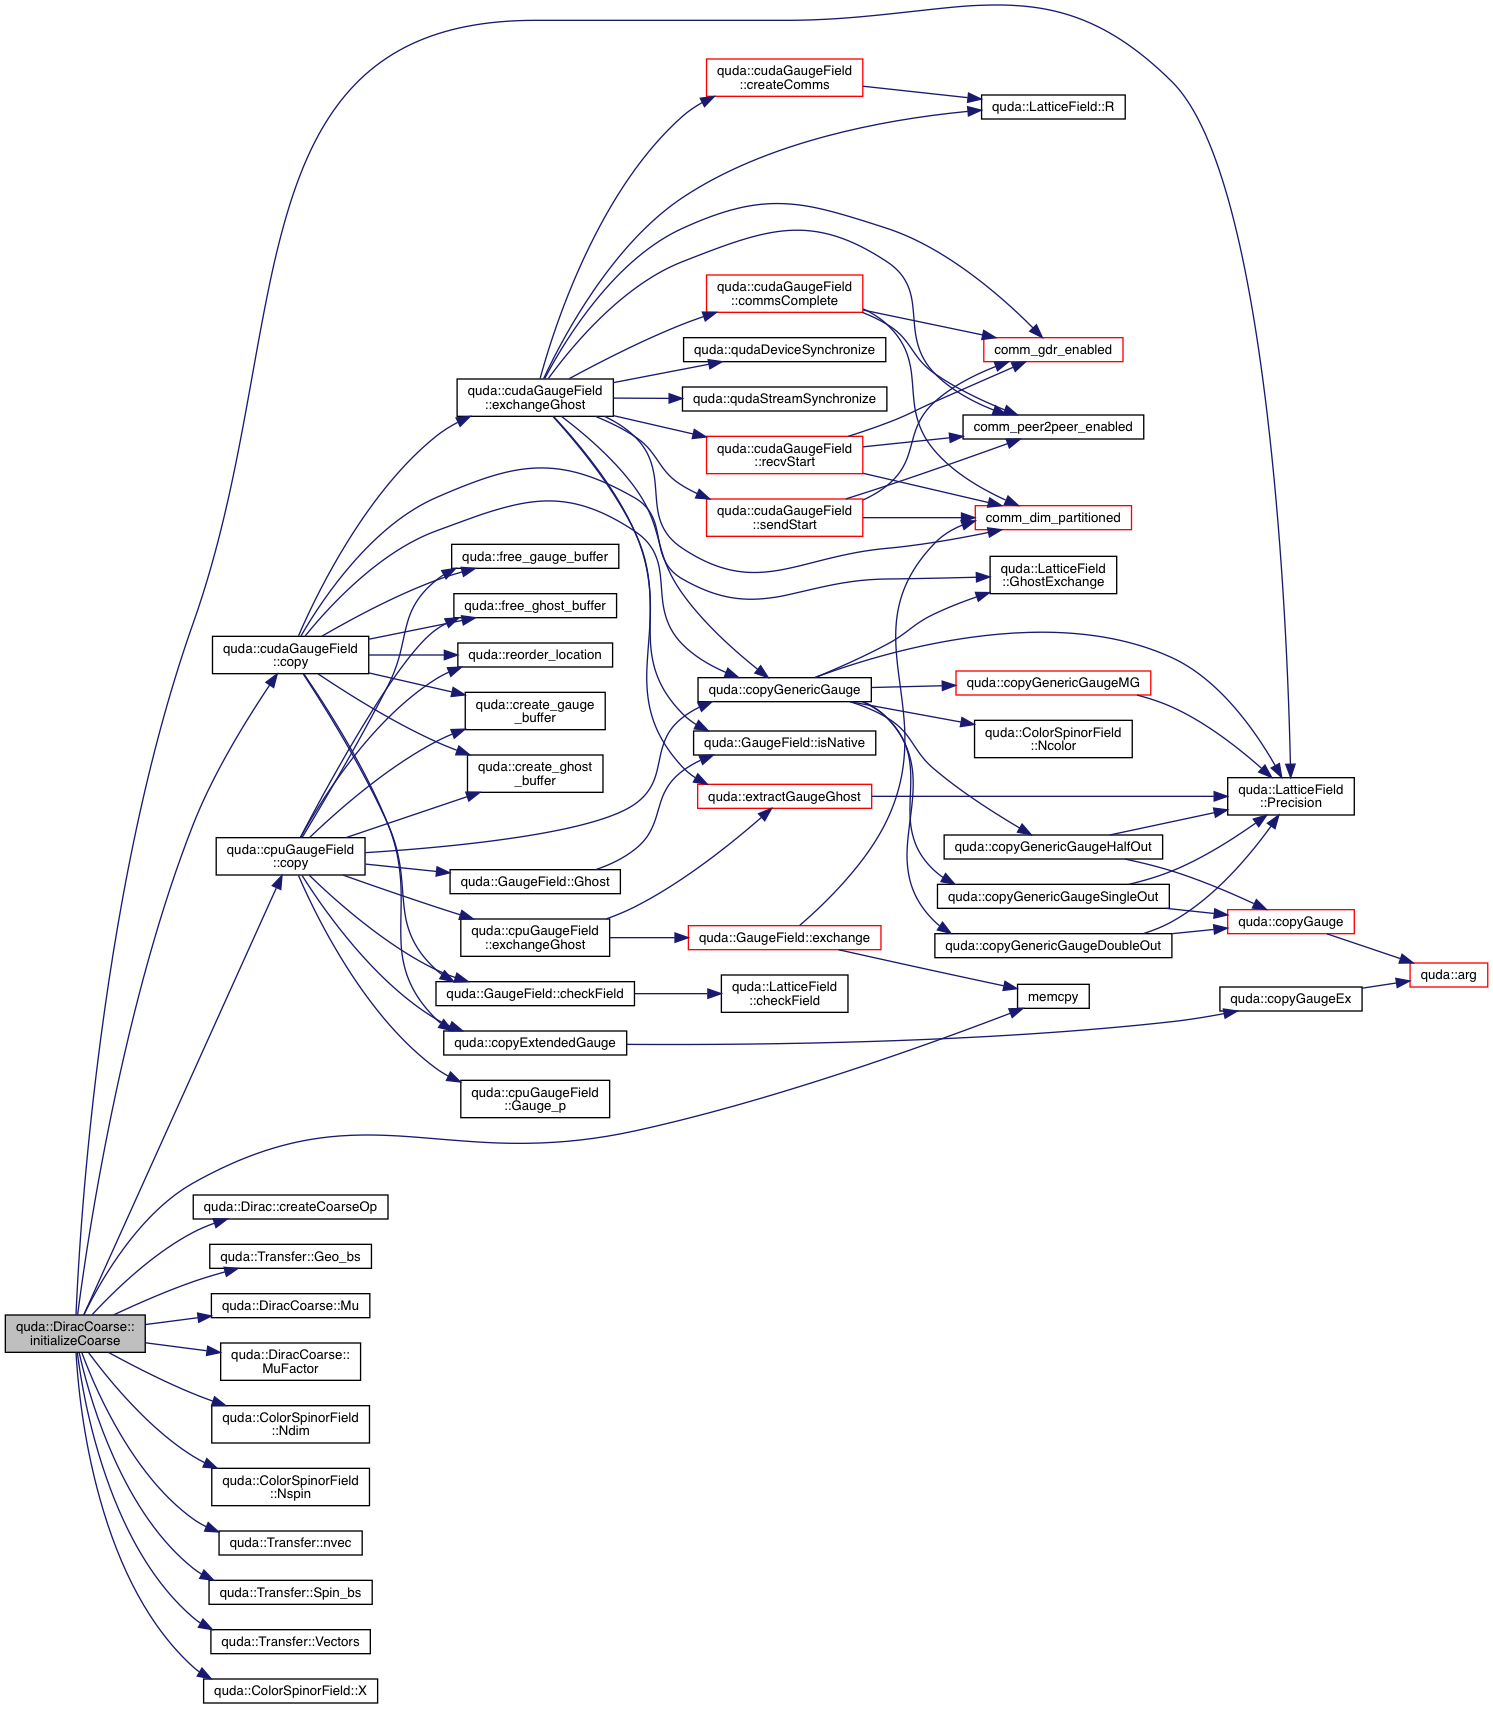 quda::cudaGaugeField
::createComms
quda::LatticeField::R
quda::cudaGaugeField
::commsComplete
quda::qudaDeviceSynchronize
comm_gdr_enabled
quda::cudaGaugeField
::exchangeGhost
quda::qudaStreamSynchronize
comm_peer2peer_enabled
quda::cudaGaugeField
::recvStart
quda::cudaGaugeField
::sendStart
comm_dim_partitioned
quda::free_gauge_buffer
quda::LatticeField
::GhostExchange
quda::free_ghost_buffer
quda::cudaGaugeField
::copy
quda::reorder_location
quda::copyGenericGauge
quda::copyGenericGaugeMG
quda::create_gauge
_buffer
quda::ColorSpinorField
::Ncolor
quda::GaugeField::isNative
quda::create_ghost
_buffer
quda::extractGaugeGhost
quda::LatticeField
::Precision
quda::copyGenericGaugeHalfOut
quda::cpuGaugeField
::copy
quda::GaugeField::Ghost
quda::copyGenericGaugeSingleOut
quda::copyGauge
quda::cpuGaugeField
::exchangeGhost
quda::GaugeField::exchange
quda::copyGenericGaugeDoubleOut
quda::arg
quda::GaugeField::checkField
quda::LatticeField
::checkField
memcpy
quda::copyGaugeEx
quda::copyExtendedGauge
quda::cpuGaugeField
::Gauge_p
quda::Dirac::createCoarseOp
quda::Transfer::Geo_bs
quda::DiracCoarse::Mu
quda::DiracCoarse::
initializeCoarse
quda::DiracCoarse::
MuFactor
quda::ColorSpinorField
::Ndim
quda::ColorSpinorField
::Nspin
quda::Transfer::nvec
quda::Transfer::Spin_bs
quda::Transfer::Vectors
quda::ColorSpinorField::X